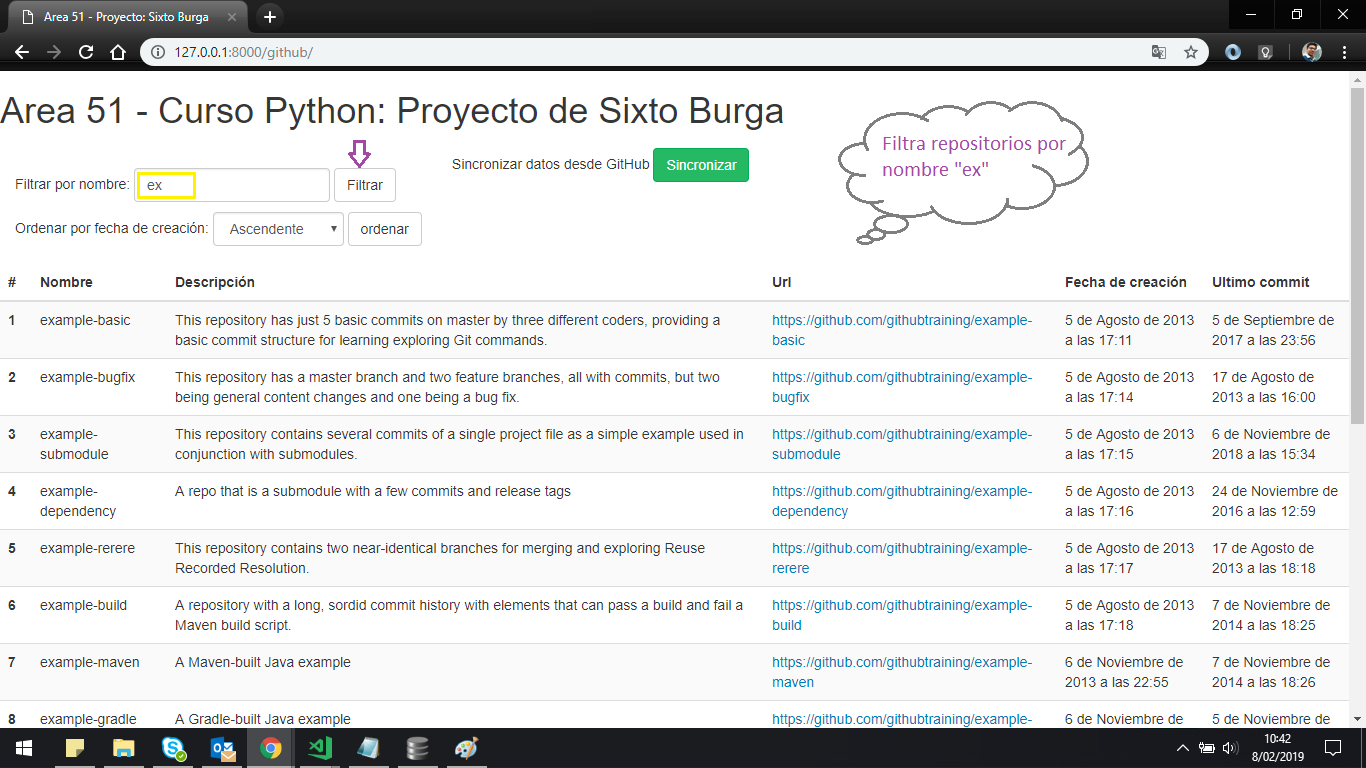 Area 51 - Proyecto: Sixto Burga
127.0.0.1:8000/github/
Area 51 - Curso Python: Proyecto de Sixto Burga
Filtrar por nombre: ex Filtrar
Sincronizar datos desde GitHub Sincronizar
Filtra repositorios por
nombre "ex"
Ordenar por fecha de creación: Ascendente ordenar
# Nombre Descripción Url Fecha de creación Ultimo commit
1 example-basic This repository has just 5 basic commits on master by three different coders, providing a https://github.com/githubtraining/example- 5 de Agosto de 2013 5 de Septiembre de
basic commit structure for learning exploring Git commands. basic a las 17:11 2017 a las 23:56
2 example-bugfix This repository has a master branch and two feature branches, all with commits, but two https://github.com/githubtraining/example- 5 de Agosto de 2013 17 de Agosto de
being general content changes and one being a bug fix. bugfix a las 17:14 2013 a las 16:00
3 example- This repository contains several commits of a single project file as a simple example used in https://github.com/githubtraining/example- 5 de Agosto de 2013 6 de Noviembre de
submodule conjunction with submodules. submodule a las 17:15 2018 a las 15:34
4 example- A repo that is a submodule with a few commits and release tags https://github.com/githubtraining/example- 5 de Agosto de 2013 24 de Noviembre de
dependency dependency a las 17:16 2016 a las 12:59
5 example-rerere This repository contains two near-identical branches for merging and exploring Reuse https://github.com/githubtraining/example- 5 de Agosto de 2013 17 de Agosto de
Recorded Resolution. rerere a las 17:17 2013 a las 18:18
6 example-build A repository with a long, sordid commit history with elements that can pass a build and fail a https://github.com/githubtraining/example- 5 de Agosto de 2013 7 de Noviembre de
Maven build script. build a las 17:18 2014 a las 18:25
7 example-maven A Maven-built Java example https://github.com/githubtraining/example- 6 de Noviembre de 7 de Noviembre de
maven 2013 a las 22:55 2014 a las 18:26
8 example-gradle A Gradle-built Java example https://github.com/githubtraining/example- 6 de Noviembre de 5 de Noviembre de
10:42
8/02/2019